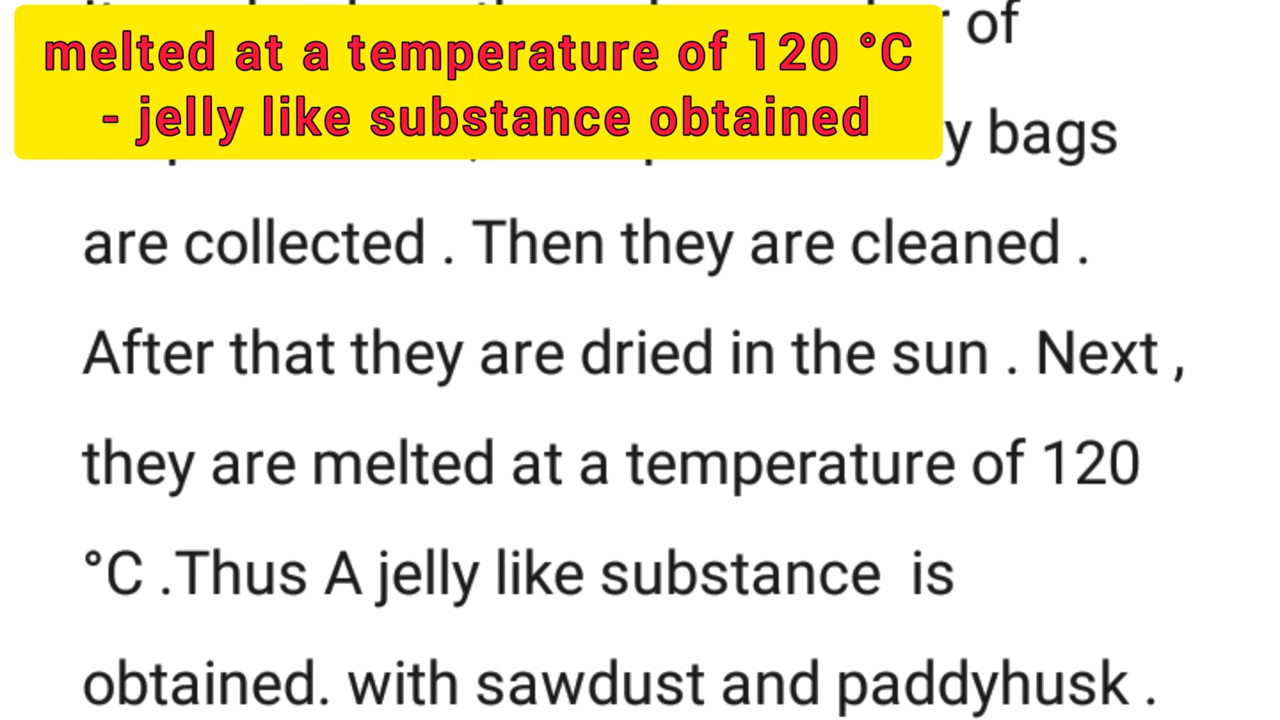 melted at a temperature of 120 °C
- jelly like substance obtained
of
y bags
are collected . Then they are cleaned .
After that they are dried in the sun . Next ,
they are melted at a temperature of 120
°C .Thus A jelly like substance  is
obtained. with sawdust and paddyhusk .